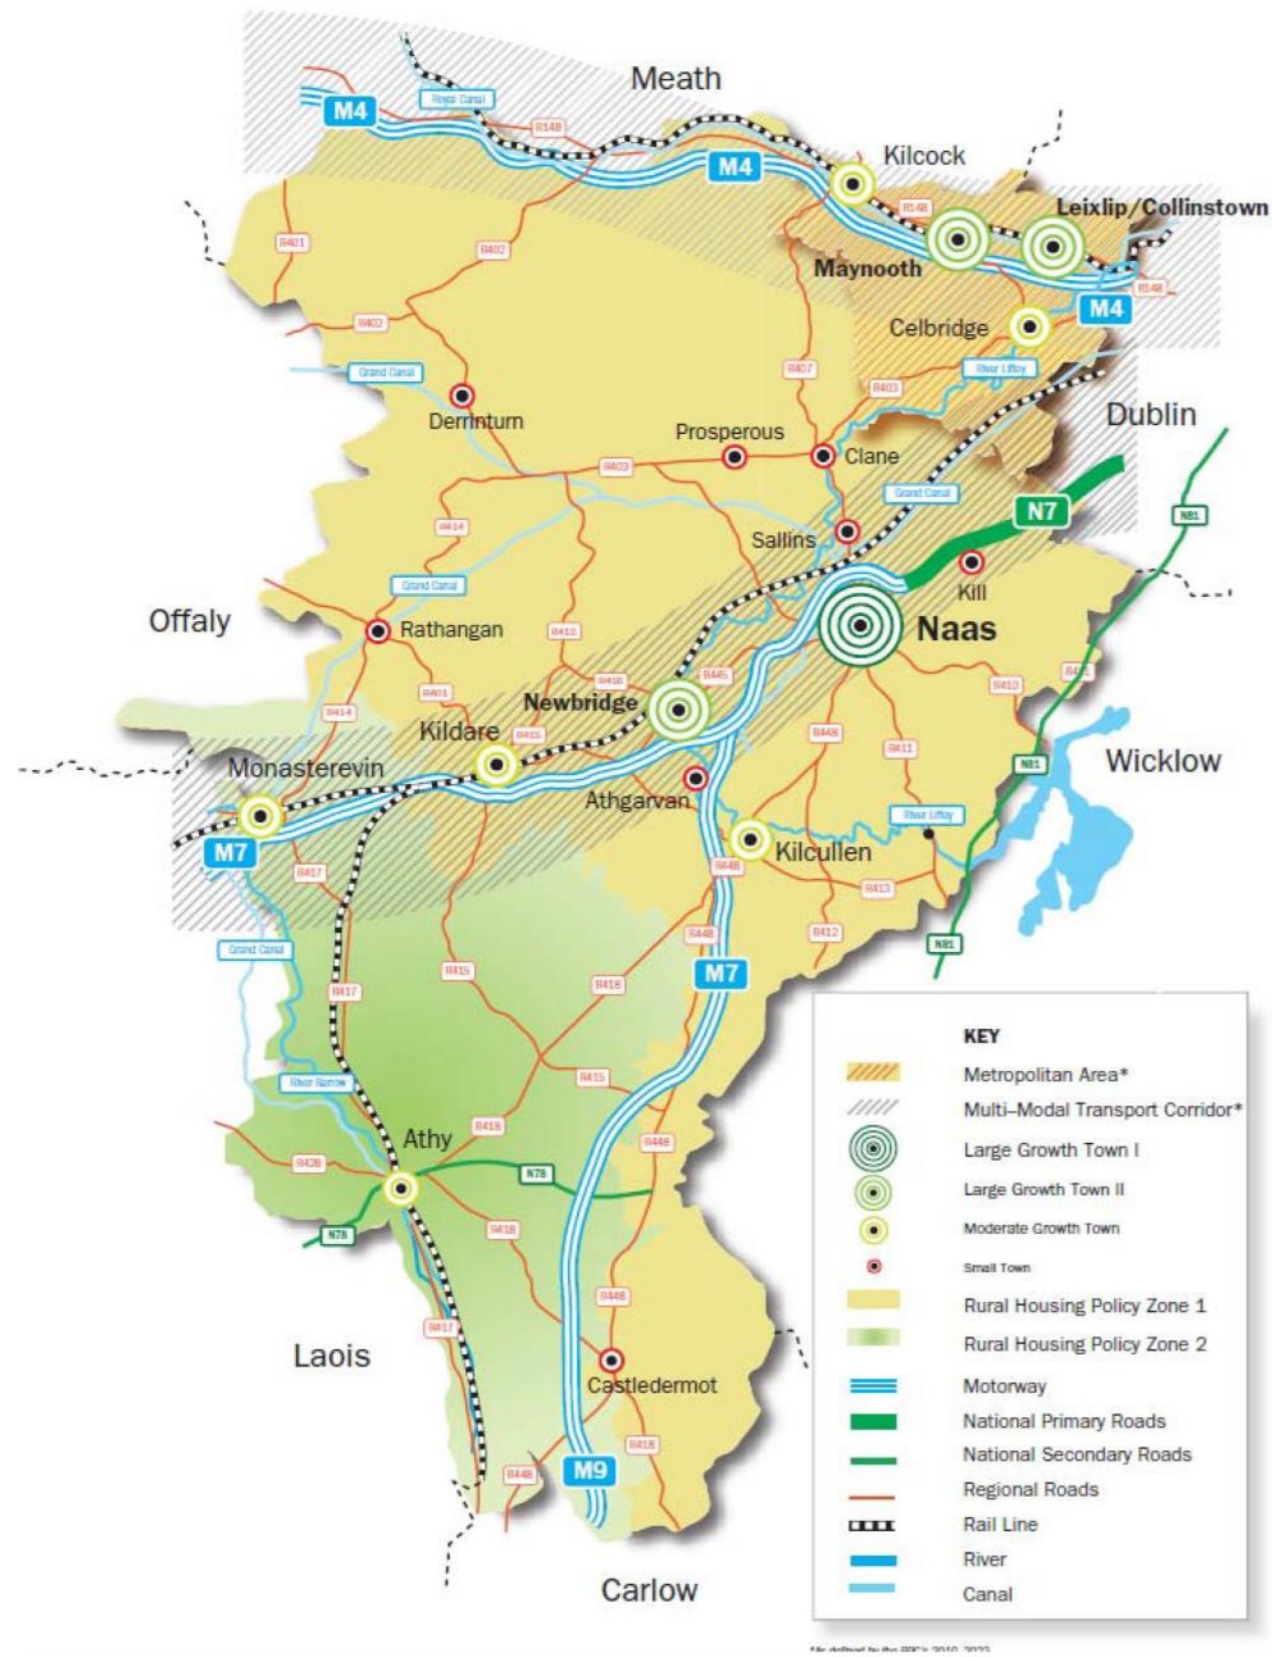 Meath
Royal Canal
M4
R148
M4
Kilcock
R148
Leixlip/Collinstown
R401
R402
Maynooth
R148
M4
R402
Celbridge
Grand Canal
R407
River Liffey
R403
Derrinturn
Prosperous
Dublin
Clane
R403
Grand Canal
N7
N81
R414
Sallins
Grand Canal
Kill
Offaly
Rathangan
Naas
R416
R445
R410
R401
Newbridge
R414
Kildare
R415
R448
R411
Monasterevin
Wicklow
N81
Athgarvan
River Liffey
M7
Kilcullen
R448
R417
R413
R448
R412
N81
Grand Canal
R415
M7
R417
R418
River Barrow
R415
Athy
R418
R448
R428
N78
N78
R418
R448
R417
Laois
Castledermot
R418
M9
R448
Carlow
KEY
Metropolitan Area*
Multi–Modal Transport Corridor*
Large Growth Town I
Large Growth Town II
Moderate Growth Town
Small Town
Rural Housing Policy Zone 1
Rural Housing Policy Zone 2
Motorway
National Primary Roads
National Secondary Roads
Regional Roads
Rail Line
River
Canal